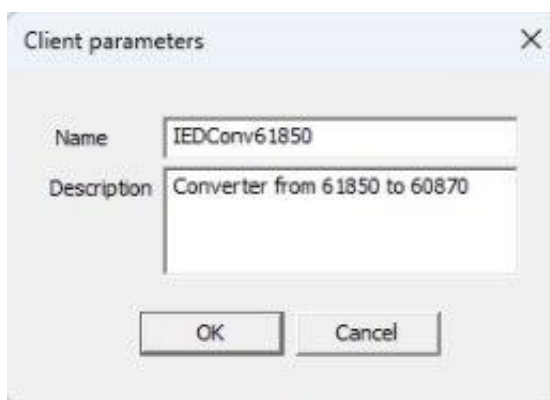 Client parameters
Name IEDConv61850
Description Converter from 61850 to 60870
OK Cancel